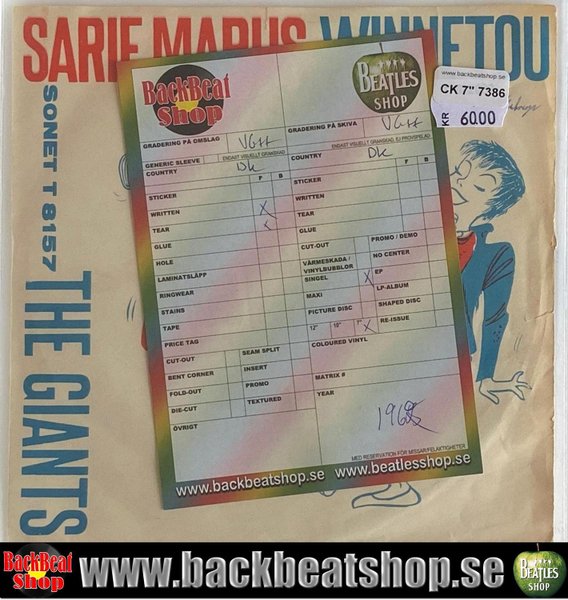 SARIE MARUS WINNETOU
SONET T 8157
THE GIANTS
BackBeat
Shop
BEATLES
SHOP
www.backbeatshop.se
CK 7" 7386
KR 60.00
GRADERING PÅ OMSLAG VG++
GENERIC SLEEVE
COUNTRY DK
F B
STICKER
WRITTEN X
TEAR
GLUE
HOLE
LAMINATSLÄPP
RINGWEAR
STAINS
TAPE
PRICE TAG
CUT-OUT SEAM SPLIT
BENT CORNER INSERT
FOLD-OUT PROMO
DIE-CUT TEXTURED
ÖVRIGT
GRADERING PÅ SKIVA VG++
ENDAST VISUELLT GRANSKAD, EJ PROVSPELAD
COUNTRY DK
F B
STICKER
WRITTEN
TEAR
GLUE
CUT-OUT PROMO / DEMO
VÄRMESKADA / NO CENTER
VINYLBUBBLOR
SINGEL X EP
MAXI LP-ALBUM
PICTURE DISC SHAPED DISC
12" 10" 7" X RE-ISSUE
COLOURED VINYL
MATRIX #
YEAR
MED RESERVATION FÖR MISSAR/FELAKTIGHETER
www.backbeatshop.se www.beatlesshop.se
BackBeat
Shop
www.backbeatshop.se
BEATLES
SHOP